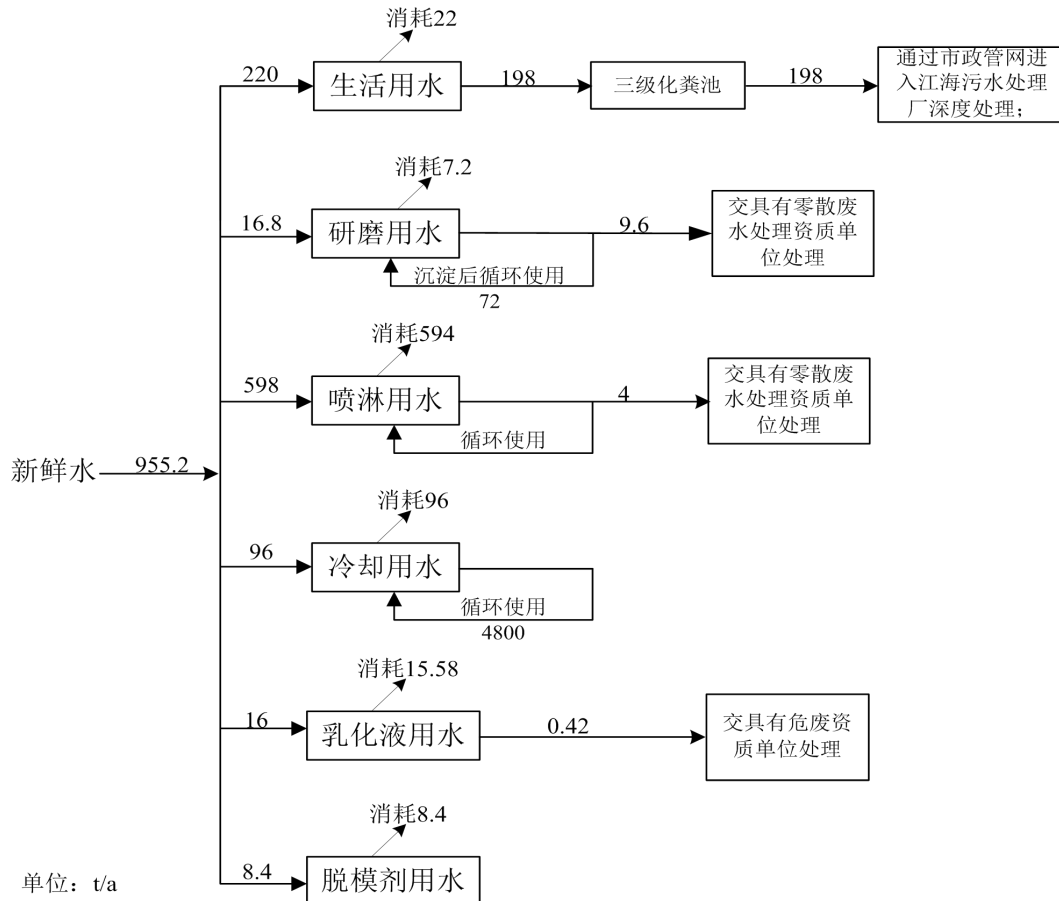 消耗22
220
生活用水
198
三级化粪池
198
通过市政管网进
入江海污水处理
厂深度处理；
消耗7.2
16.8
研磨用水
9.6
交具有零散废
水处理资质单
位处理
沉淀后循环使用
72
消耗594
598
喷淋用水
4
交具有零散废
水处理资质单
位处理
循环使用
新鲜水
955.2
消耗96
96
冷却用水
循环使用
4800
消耗15.58
16
乳化液用水
0.42
交具有危废资
质单位处理
消耗8.4
8.4
脱模剂用水
单位：t/a